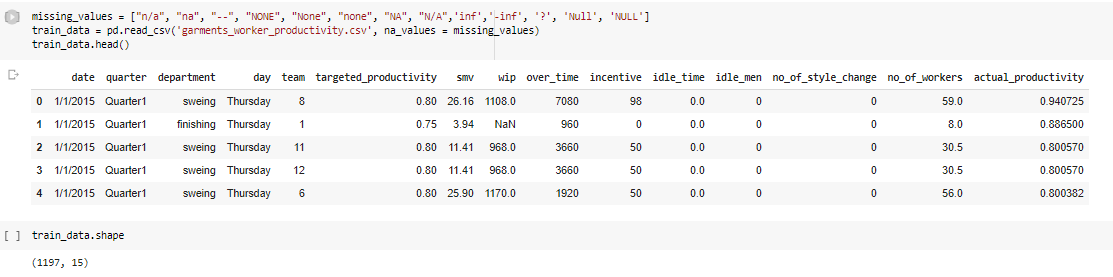 missing_values = ["n/a", "na", "--", "NONE", "None", "none", "NA", "N/A",'inf','-inf', '?', 'Null', 'NULL']
train_data = pd.read_csv('garments_worker_productivity.csv', na_values = missing_values)
train_data.head()
date quarter department day team targeted_productivity smv wip over_time incentive idle_time idle_men no_of_style_change no_of_workers actual_productivity
0 1/1/2015 Quarter1 sweing Thursday 8 0.80 26.16 1108.0 7080 98 0.0 0 0 59.0 0.940725
1 1/1/2015 Quarter1 finishing Thursday 1 0.75 3.94 NaN 960 0 0.0 0 0 8.0 0.886500
2 1/1/2015 Quarter1 sweing Thursday 11 0.80 11.41 968.0 3660 50 0.0 0 0 30.5 0.800570
3 1/1/2015 Quarter1 sweing Thursday 12 0.80 11.41 968.0 3660 50 0.0 0 0 30.5 0.800570
4 1/1/2015 Quarter1 sweing Thursday 6 0.80 25.90 1170.0 1920 50 0.0 0 0 56.0 0.800382
[ ] train_data.shape
(1197, 15)